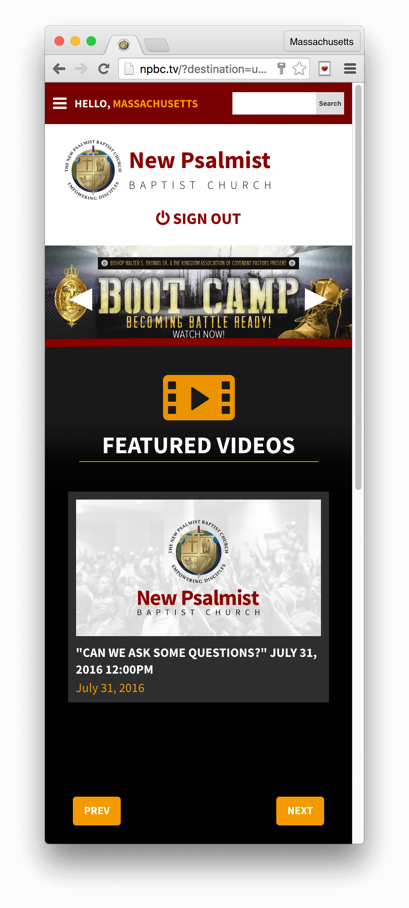 Massachusetts
npbc.tv/?destination=u...
HELLO, MASSACHUSETTS
Search
THE NEW PSALMIST BAPTIST CHURCH
EMPOWERING DISCIPLES
New Psalmist
BAPTIST CHURCH
SIGN OUT
BISHOP WALTER S. THOMAS SR. & THE KINGDOM ASSOCIATION OF COVENANT PASTORS PRESENT
BOOT CAMP
BECOMING BATTLE READY!
WATCH NOW!
FEATURED VIDEOS
THE NEW PSALMIST BAPTIST CHURCH
EMPOWERING DISCIPLES
New Psalmist
BAPTIST CHURCH
"CAN WE ASK SOME QUESTIONS?" JULY 31,
2016 12:00PM
July 31, 2016
PREV
NEXT